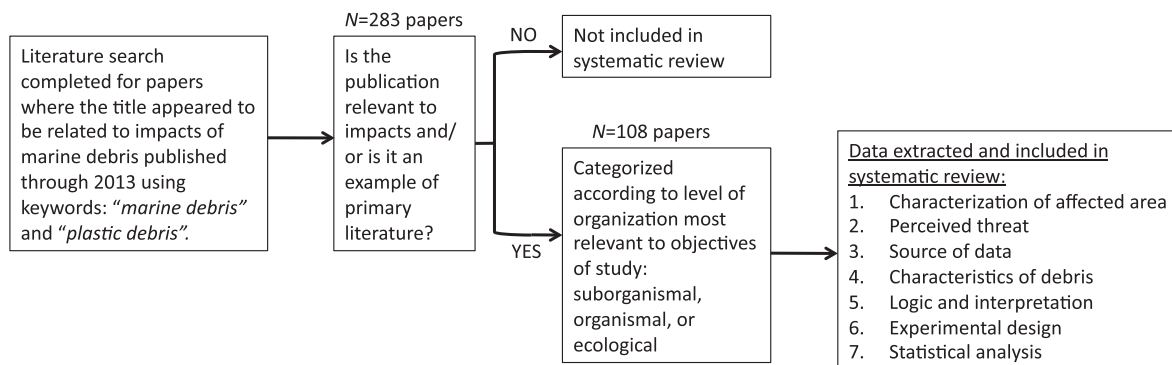 Literature search
completed for papers
where the title appeared to
be related to impacts of
marine debris published
through 2013 using
keywords: “marine debris”
and “plastic debris”.
N=283 papers
Is the
publication
relevant to
impacts and/
or is it an
example of
primary
literature?
NO
Not included in
systematic review
YES
N=108 papers
Categorized
according to level of
organization most
relevant to objectives
of study:
suborganismal,
organismal, or
ecological
Data extracted and included in
systematic review:
1. Characterization of affected area
2. Perceived threat
3. Source of data
4. Characteristics of debris
5. Logic and interpretation
6. Experimental design
7. Statistical analysis